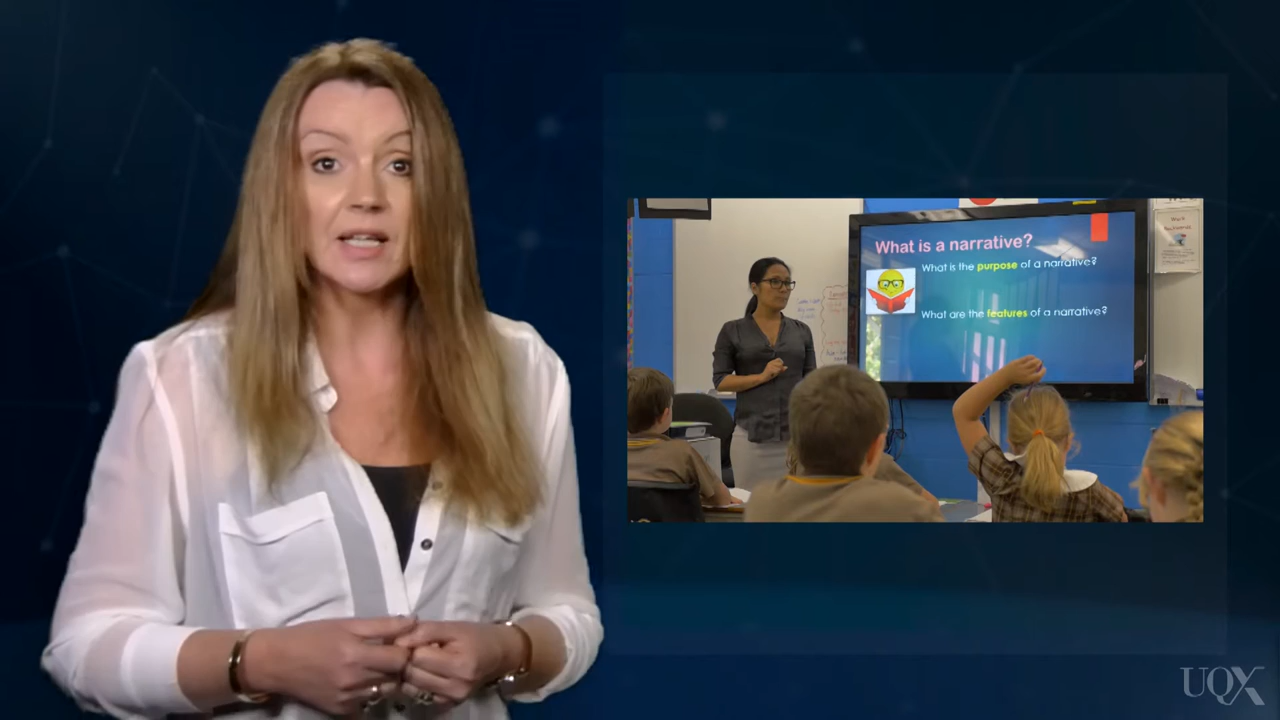 What is a narrative?
What is the purpose of a narrative?
What are the features of a narrative?
UQX